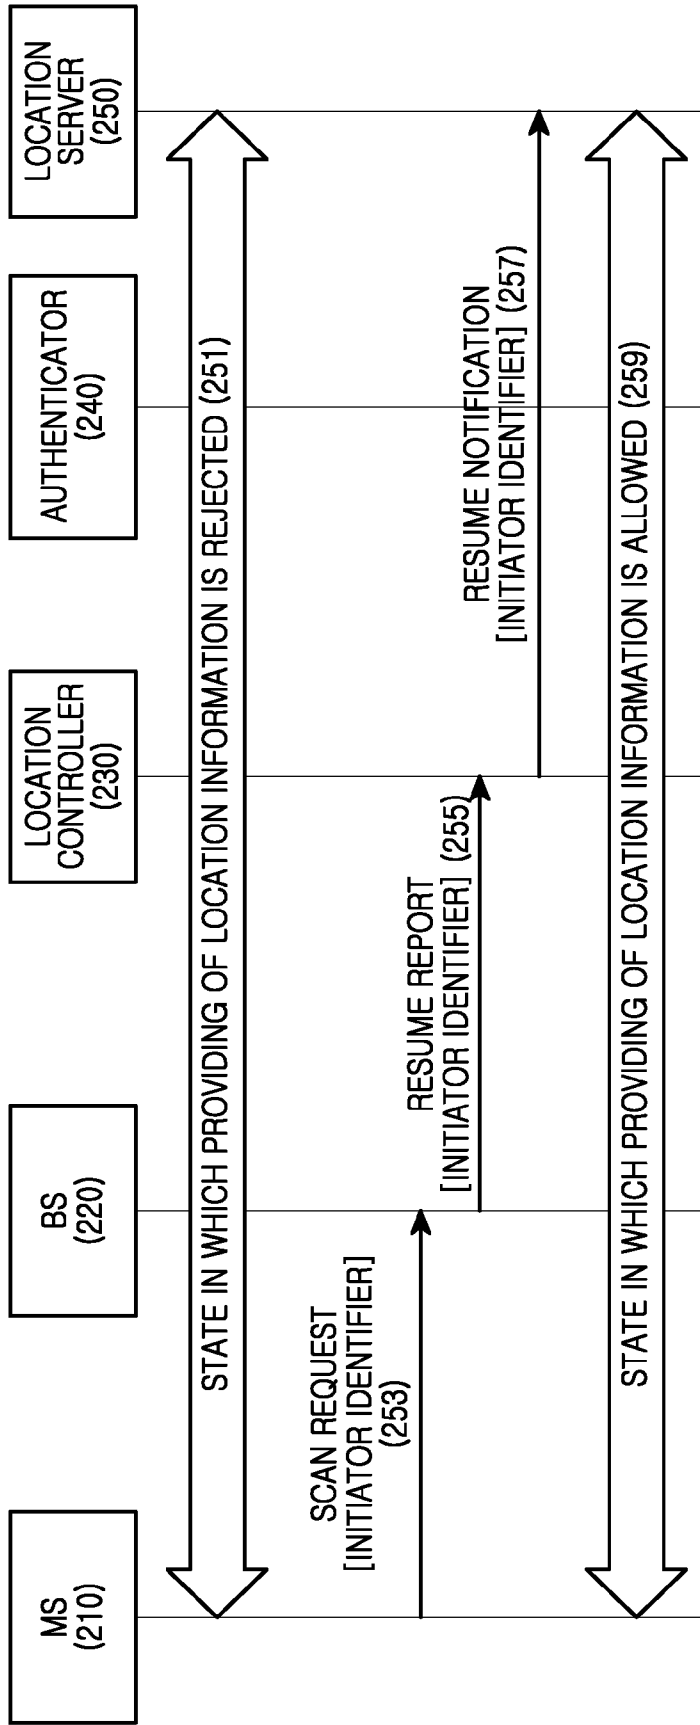 MS
(210)
BS
(220)
LOCATION
CONTROLLER
(230)
AUTHENTICATOR
(240)
LOCATION
SERVER
(250)
STATE IN WHICH PROVIDING OF LOCATION INFORMATION IS REJECTED (251)
SCAN REQUEST
[INITIATOR IDENTIFIER]
(253)
RESUME REPORT
[INITIATOR IDENTIFIER] (255)
RESUME NOTIFICATION
[INITIATOR IDENTIFIER] (257)
STATE IN WHICH PROVIDING OF LOCATION INFORMATION IS ALLOWED (259)